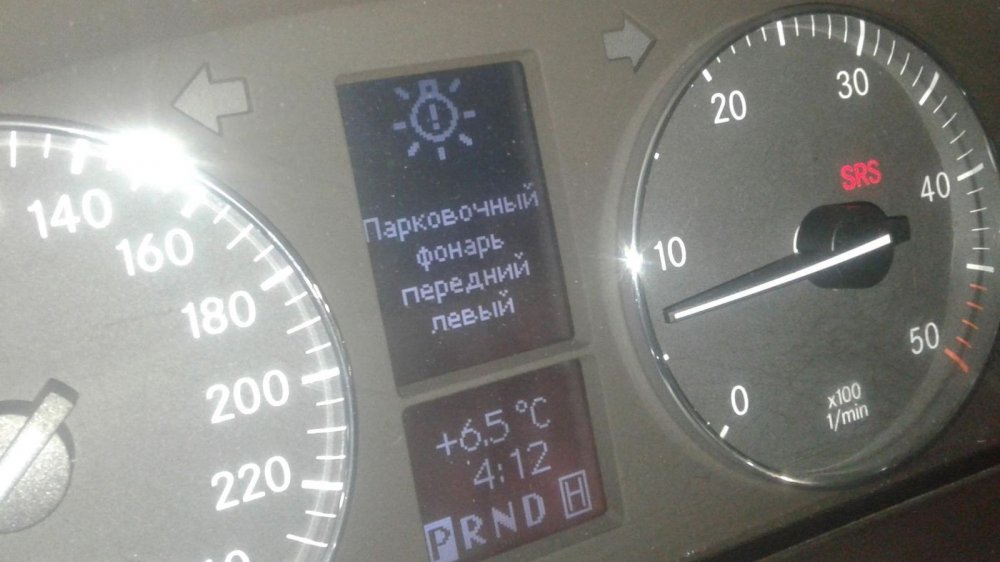 Парковочный
фонарь
передний
левый
+6,5 °C
4:12
P R N D H
140
160
180
200
220
0
10
20
30
40
50
SRS
x100
1/min